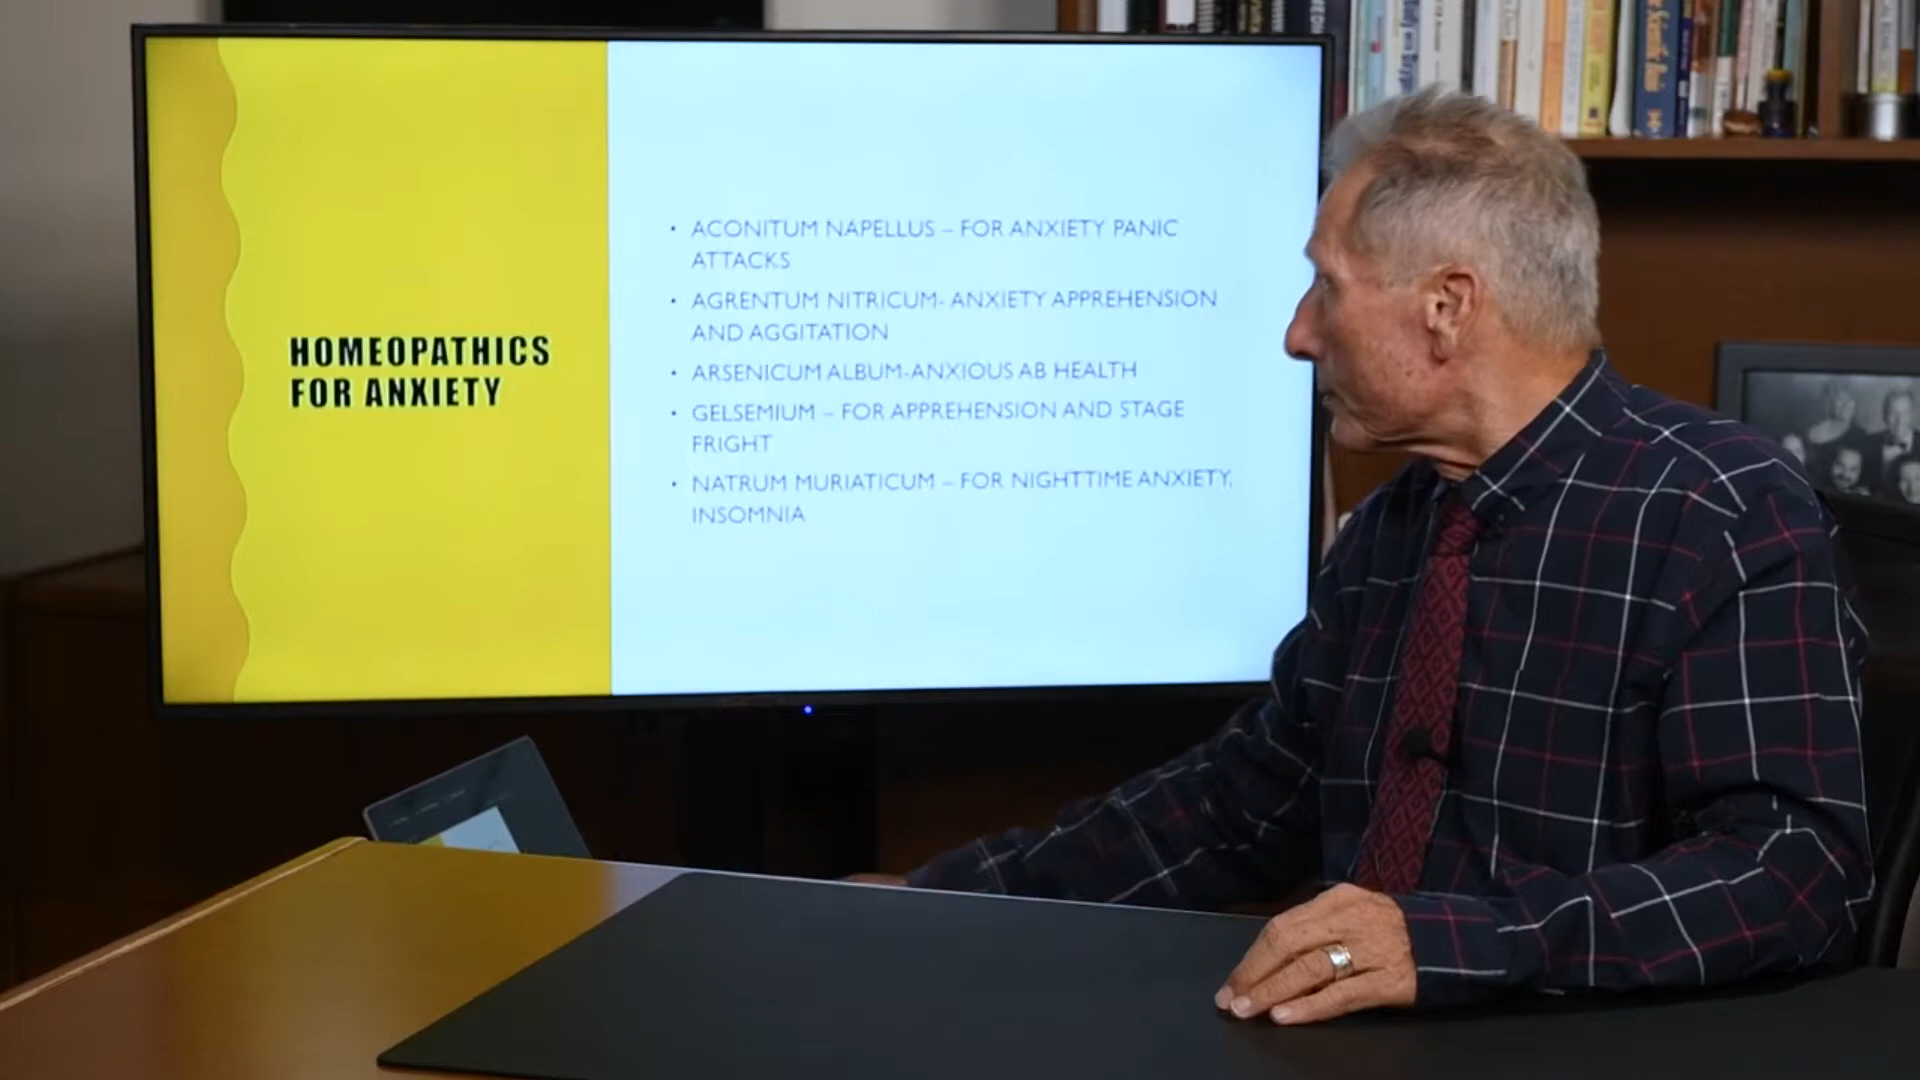 HOMEOPATHICS
FOR ANXIETY
• ACONITUM NAPELLUS – FOR ANXIETY PANIC
ATTACKS
• AGRENTUM NITRICUM- ANXIETY APPREHENSION
AND AGGITATION
• ARSENICUM ALBUM-ANXIOUS AB HEALTH
• GELSEMIUM – FOR APPREHENSION AND STAGE
FRIGHT
• NATRUM MURIATICUM – FOR NIGHTTIME ANXIETY,
INSOMNIA